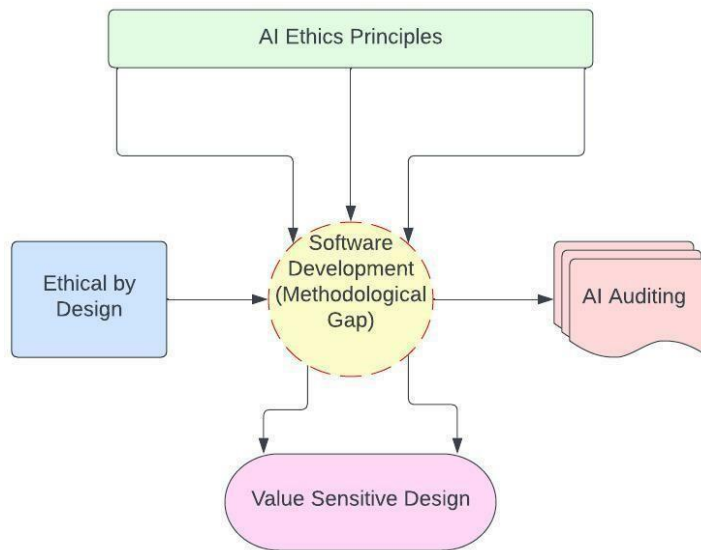 AI Ethics Principles
Software
Development
(Methodological
Gap)
Ethical by
Design
AI Auditing
Value Sensitive Design